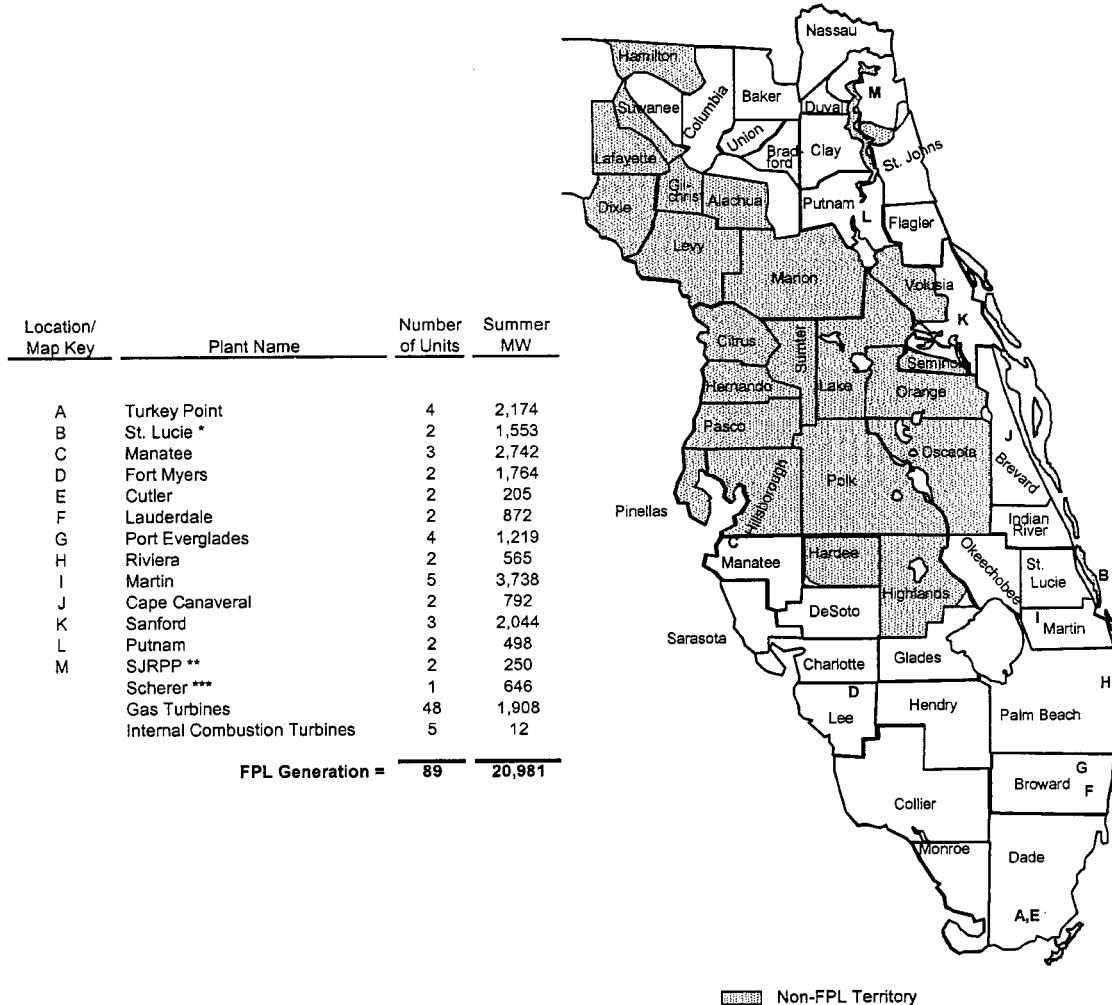 Location/ Number Summer
Map Key Plant Name of Units MW
A Turkey Point 4 2,174
B St. Lucie * 2 1,553
C Manatee 3 2,742
D Fort Myers 2 1,764
E Cutler 2 205
F Lauderdale 2 872
G Port Everglades 4 1,219
H Riviera 2 565
I Martin 5 3,738
J Cape Canaveral 2 792
K Sanford 3 2,044
L Putnam 2 498
M SJRPP ** 2 250
Scherer *** 1 646
Gas Turbines 48 1,908
Internal Combustion Turbines 5 12
FPL Generation = 89 20,981
Nassau
Hamilton
M
Baker
Columbia
Duval
Suwanee
Union
Brad-
ford
Clay
St. Johns
Lafayette
Gil-
christ
Alachua
Putnam
L
Flagler
Dixie
Levy
Marion
Volusia
K
Citrus
Sumter
Seminole
Hernando
Lake
Orange
Pasco
J
Brevard
Osceola
Polk
Hillsborough
Pinellas
Indian
River
C
Manatee
Hardee
Okeechobee
St.
Lucie
B
Highlands
DeSoto
I
Martin
Sarasota
Charlotte
Glades
H
D
Lee
Hendry
Palm Beach
G
Broward
F
Collier
Monroe
Dade
A,E
Non-FPL Territory